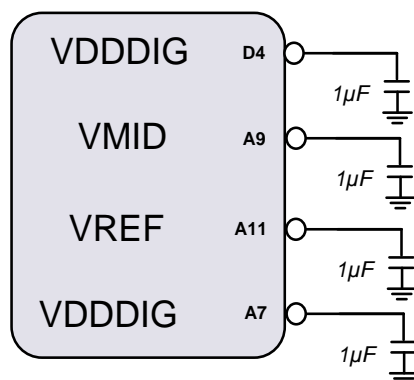 VDDDIG D4
1µF
VMID A9
1µF
VREF A11
1µF
VDDDIG A7
1µF